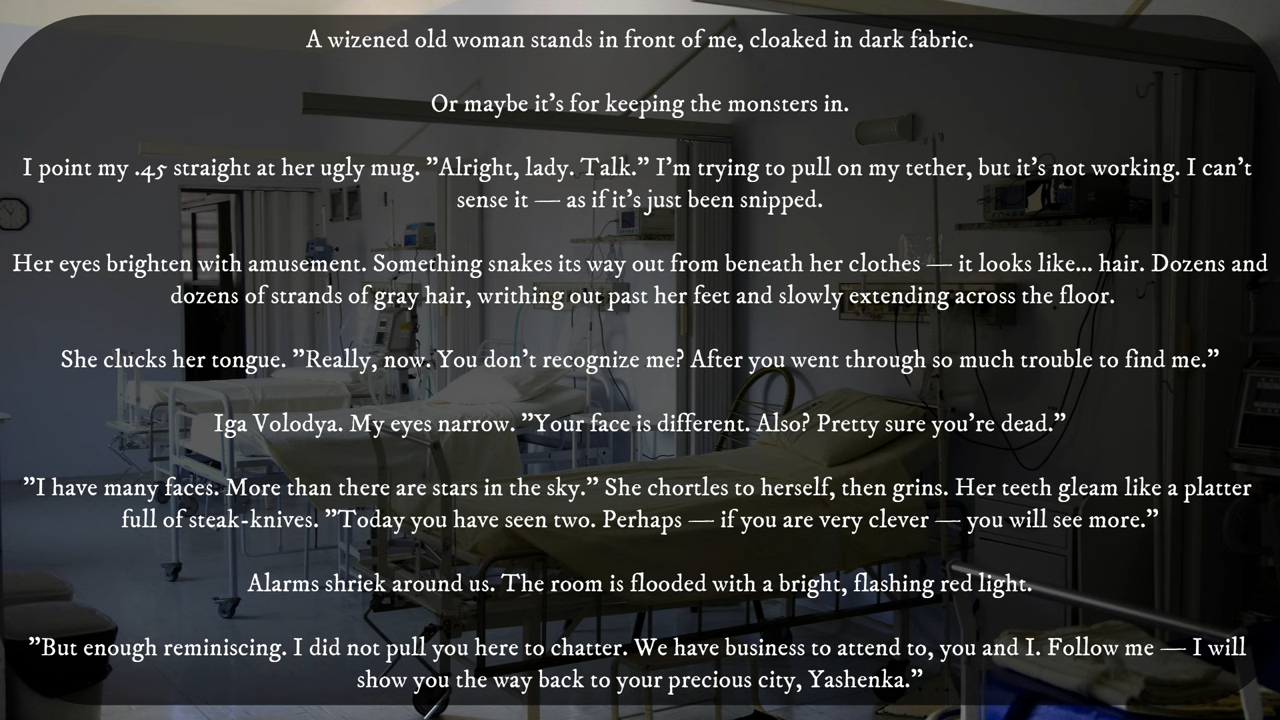 A wizened old woman stands in front of me, cloaked in dark fabric.
Or maybe it's for keeping the monsters in.
I point my .45 straight at her ugly mug. "Alright, lady. Talk." I'm trying to pull on my tether, but it's not working. I can't
sense it — as if it's just been snipped.
Her eyes brighten with amusement. Something snakes its way out from beneath her clothes — it looks like... hair. Dozens and
dozens of strands of gray hair, writhing out past her feet and slowly extending across the floor.
She clucks her tongue. "Really, now. You don't recognize me? After you went through so much trouble to find me."
Iga Volodya. My eyes narrow. "Your face is different. Also? Pretty sure you're dead."
"I have many faces. More than there are stars in the sky." She chortles to herself, then grins. Her teeth gleam like a platter
full of steak-knives. "Today you have seen two. Perhaps — if you are very clever — you will see more."
Alarms shriek around us. The room is flooded with a bright, flashing red light.
"But enough reminiscing. I did not pull you here to chatter. We have business to attend to, you and I. Follow me — I will
show you the way back to your precious city, Yashenka."